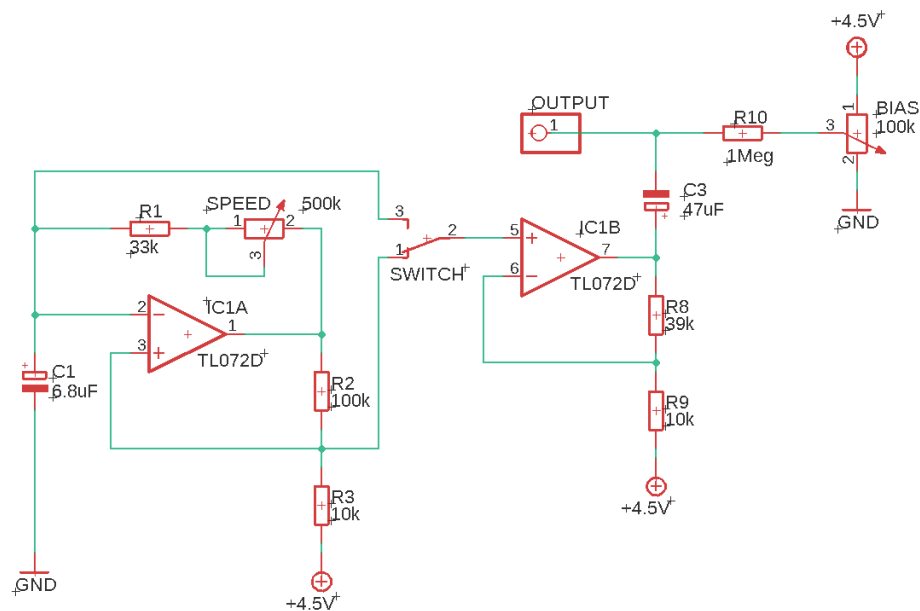 +4.5V
OUTPUT
1
R10
1Meg
3
1
2
BIAS
100k
GND
C3
47uF
SPEED
500k
R1
33k
1
2
3
3
1
2
SWITCH
5
6
7
IC1B
TL072D
2
3
1
IC1A
TL072D
C1
6.8uF
R2
100k
R8
39k
R9
10k
+4.5V
R3
10k
GND
+4.5V